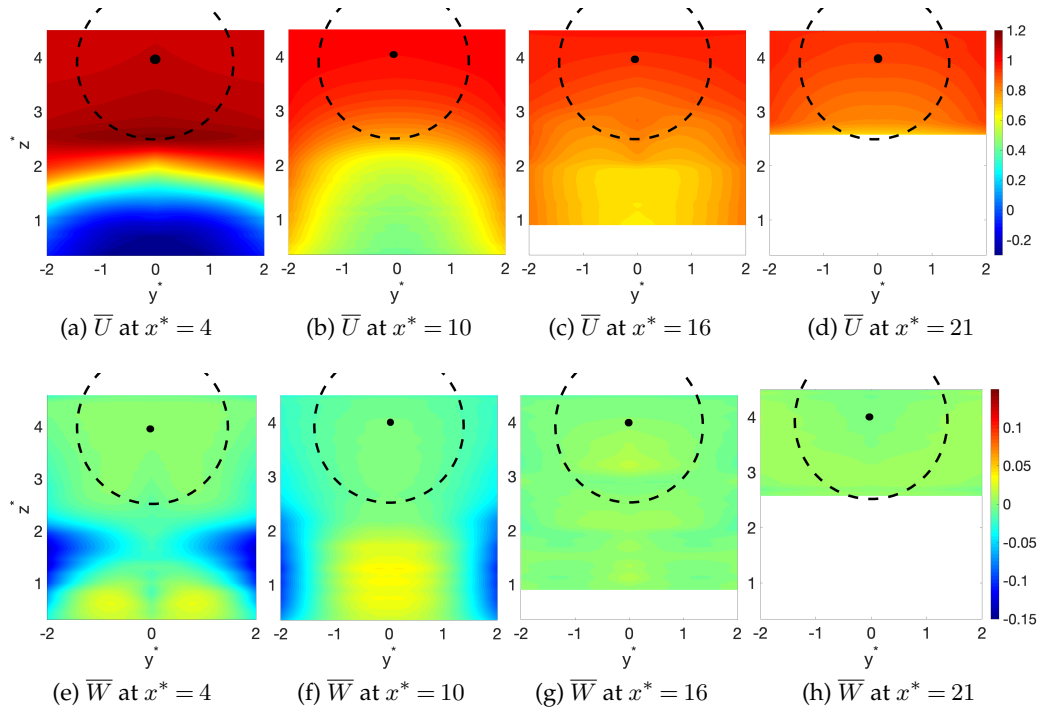 z*
4
3
2
1
-2 -1 0 1 2
y*
(a) U̅ at x* = 4
-2 -1 0 1 2
y*
(b) U̅ at x* = 10
4
3
2
1
-2 -1 0 1 2
y*
(c) U̅ at x* = 16
4
3
2
1
-2 -1 0 1 2
y*
(d) U̅ at x* = 21
1.2
1
0.8
0.6
0.4
0.2
0
-0.2
z*
4
3
2
1
-2 -1 0 1 2
y*
(e) W̅ at x* = 4
4
3
2
1
-2 -1 0 1 2
y*
(f) W̅ at x* = 10
4
3
2
1
-2 -1 0 1 2
y*
(g) W̅ at x* = 16
4
3
2
1
-2 -1 0 1 2
y*
(h) W̅ at x* = 21
0.1
0.05
0
-0.05
-0.1
-0.15